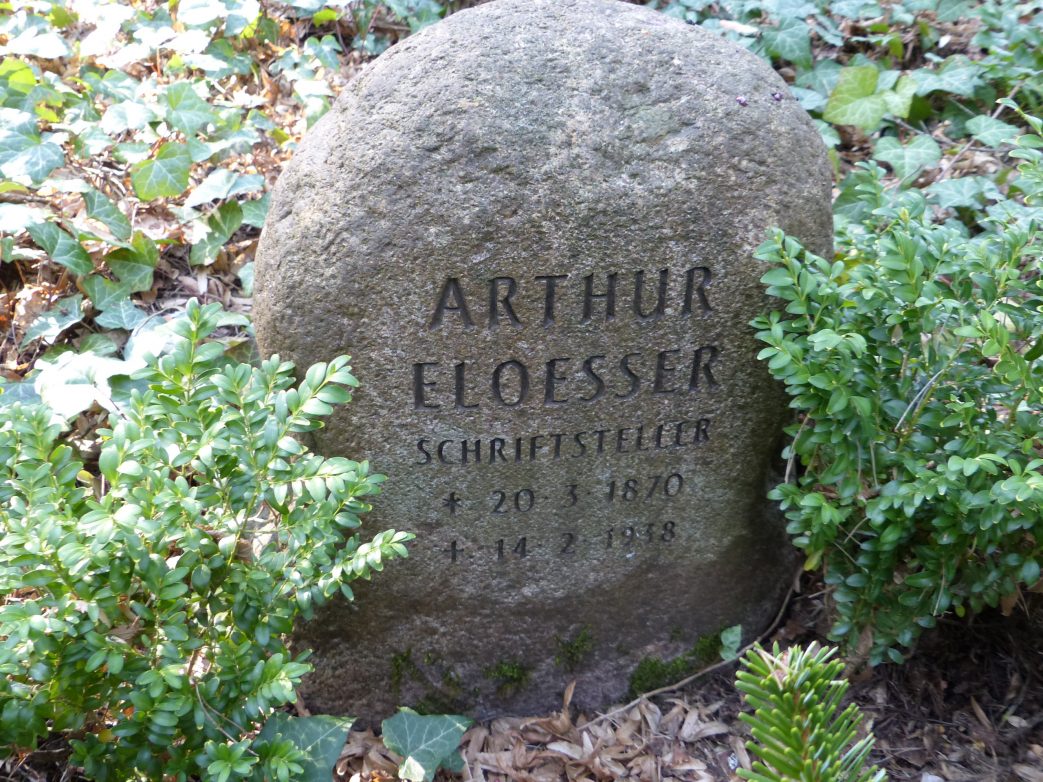 ARTHUR
ELOESSER
SCHRIFTSTELLER
+ 20·3·1870
+ 14·2·1938